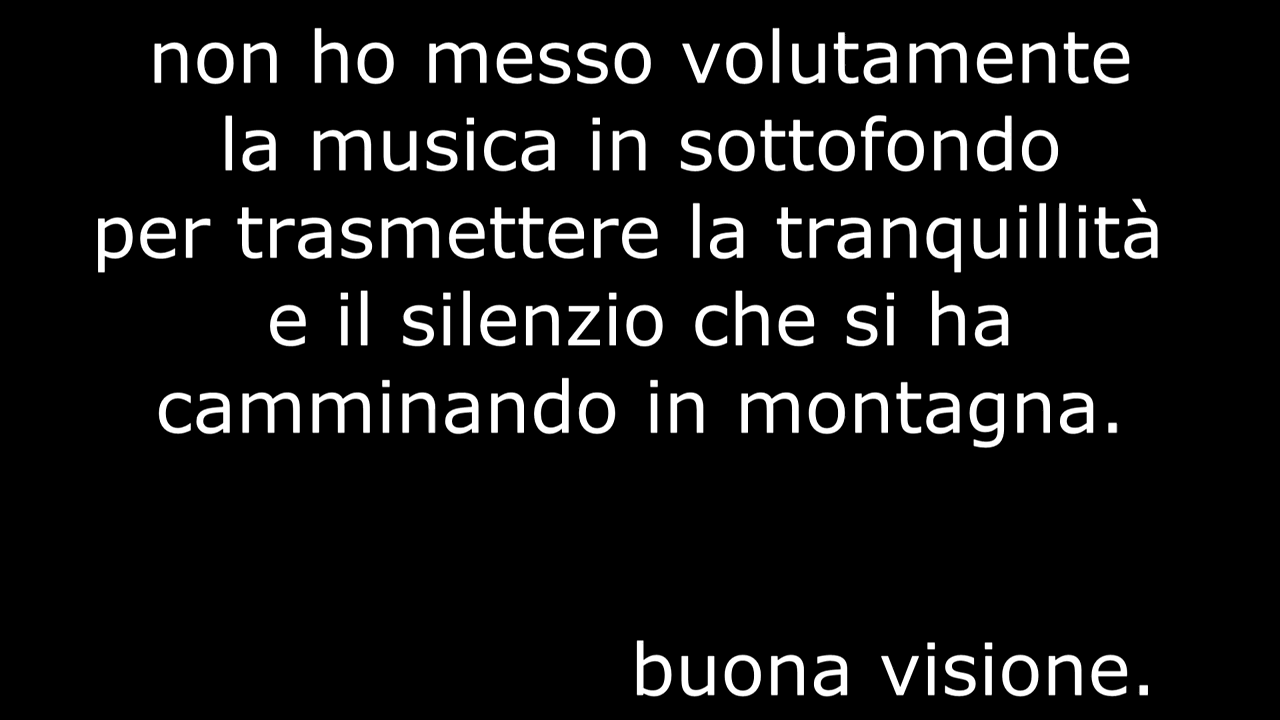 non ho messo volutamente
la musica in sottofondo
per trasmettere la tranquillità
e il silenzio che si ha
camminando in montagna.
buona visione.